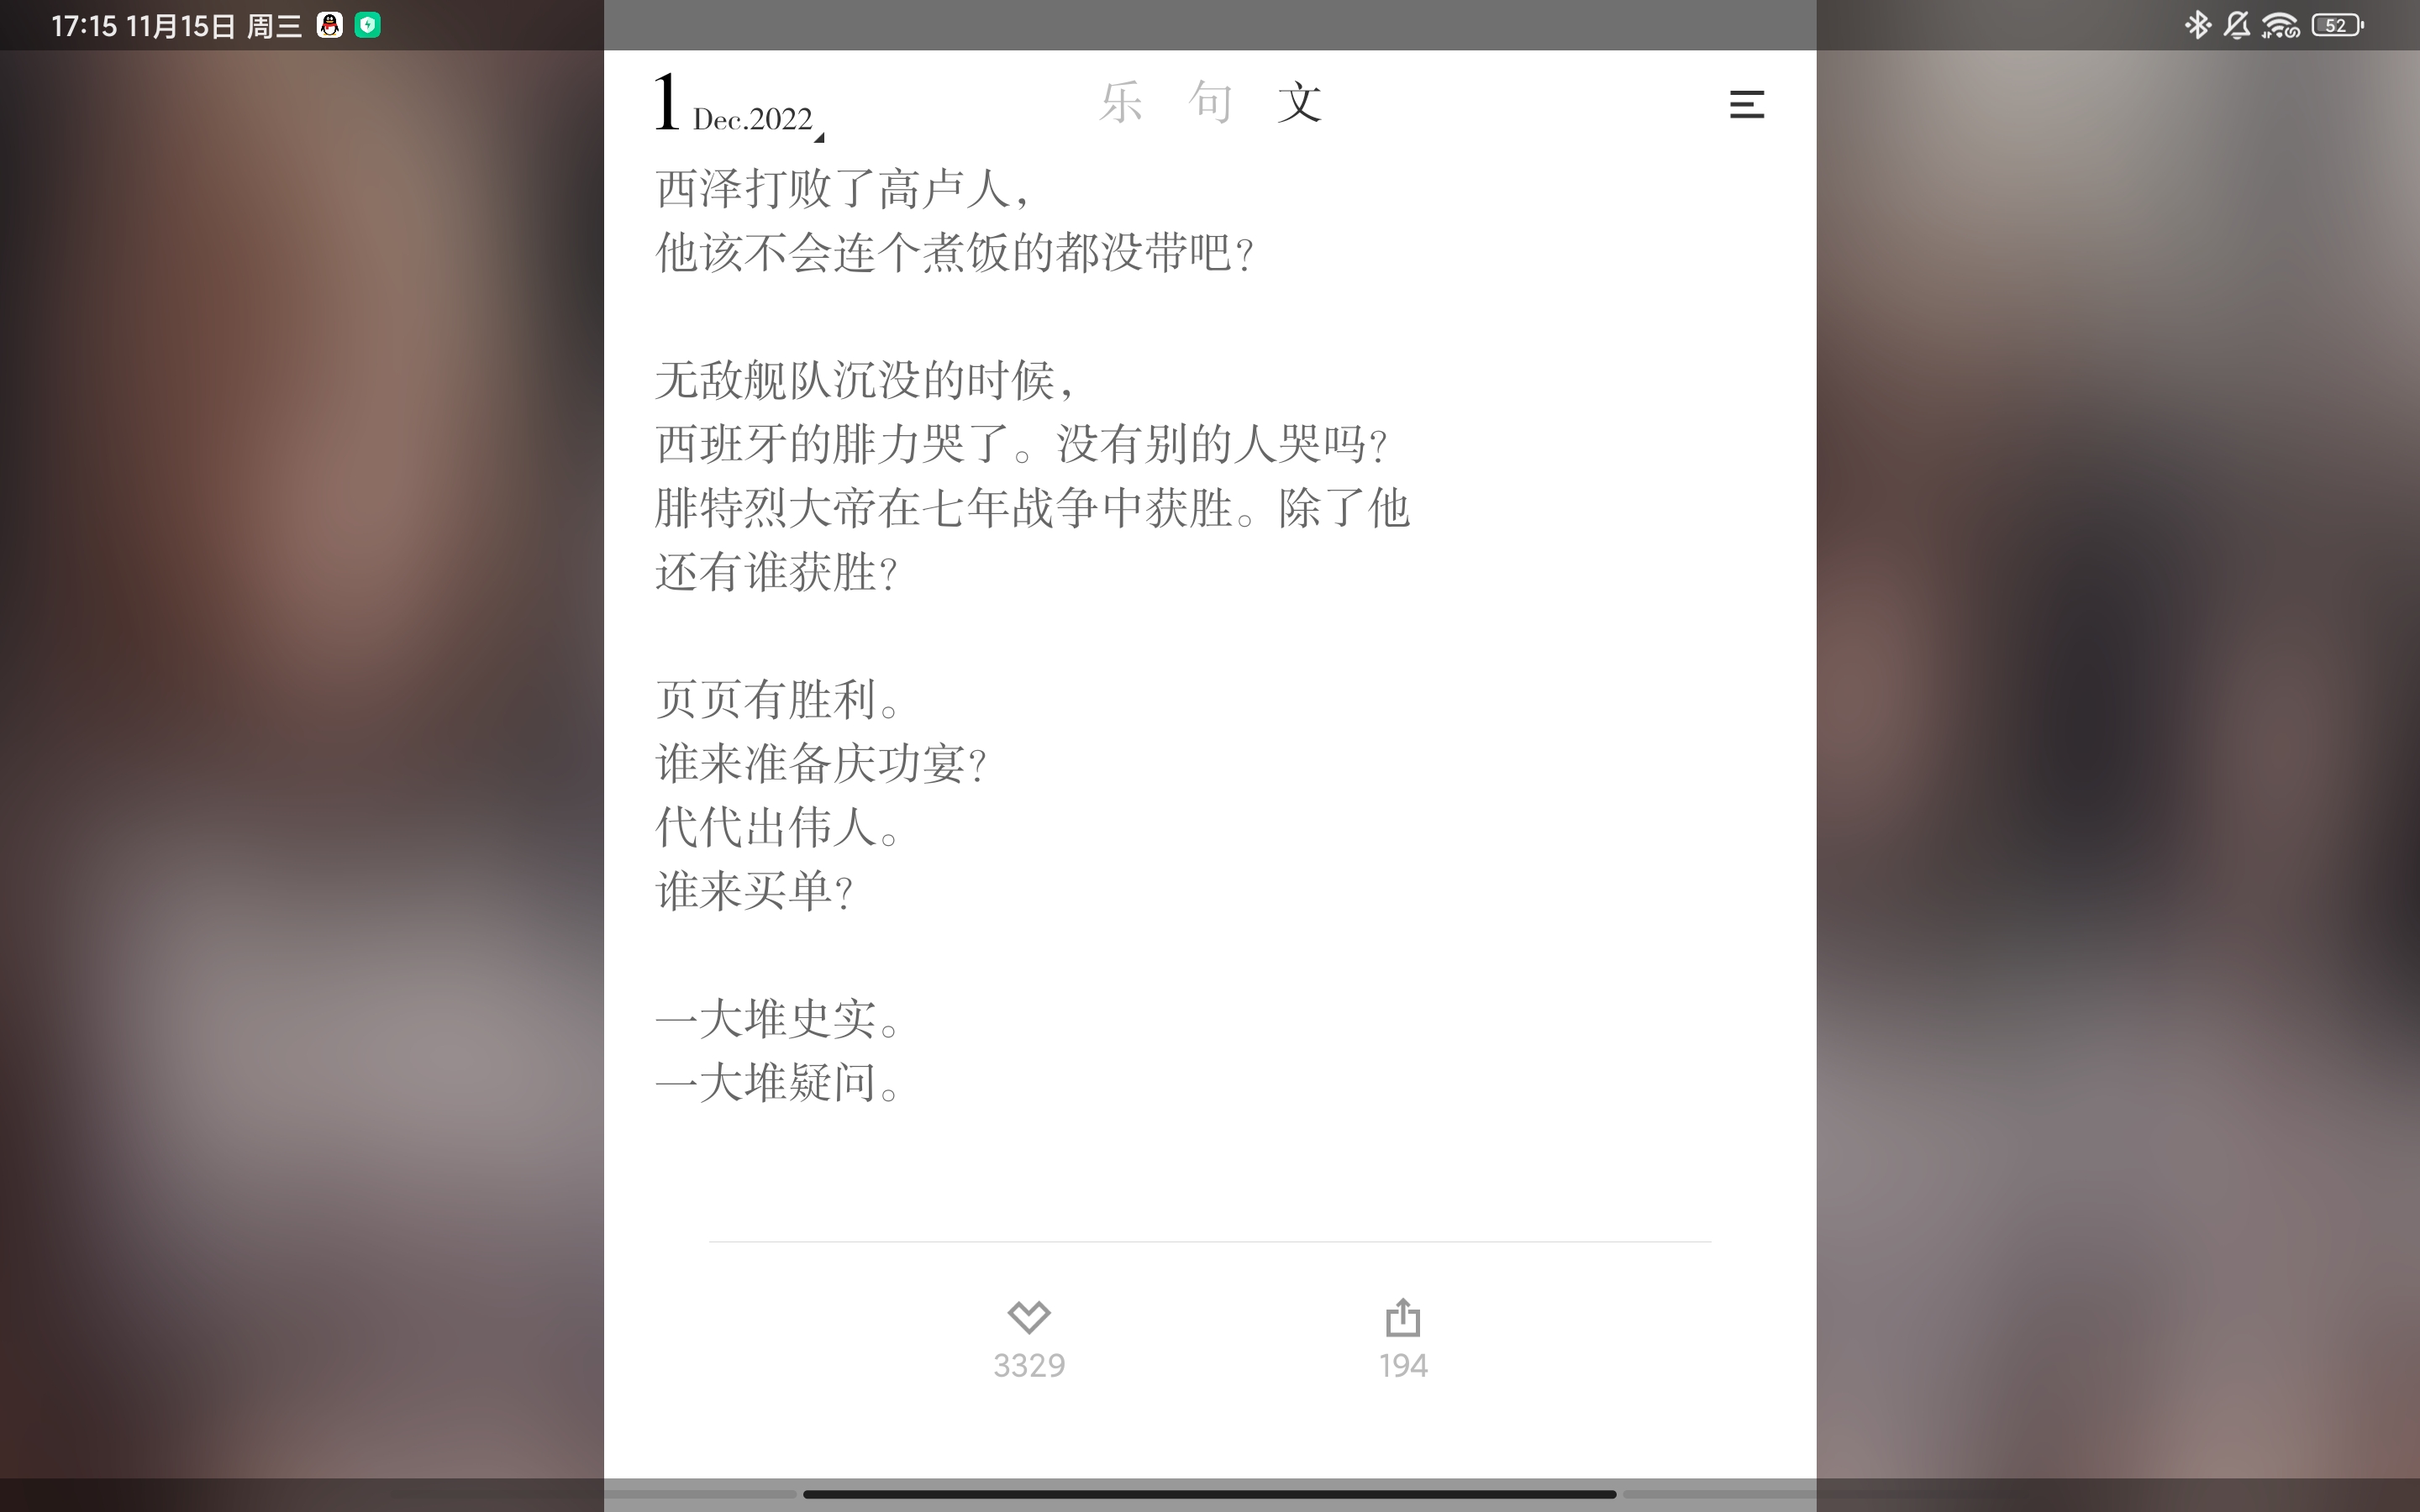 17:15 11月15日 周三
52
1 Dec.2022
乐 句 文
西泽打败了高卢人，
他该不会连个煮饭的都没带吧？
无敌舰队沉没的时候，
西班牙的腓力哭了。没有别的人哭吗？
腓特烈大帝在七年战争中获胜。除了他
还有谁获胜？
页页有胜利。
谁来准备庆功宴？
代代出伟人。
谁来买单？
一大堆史实。
一大堆疑问。
3329
194